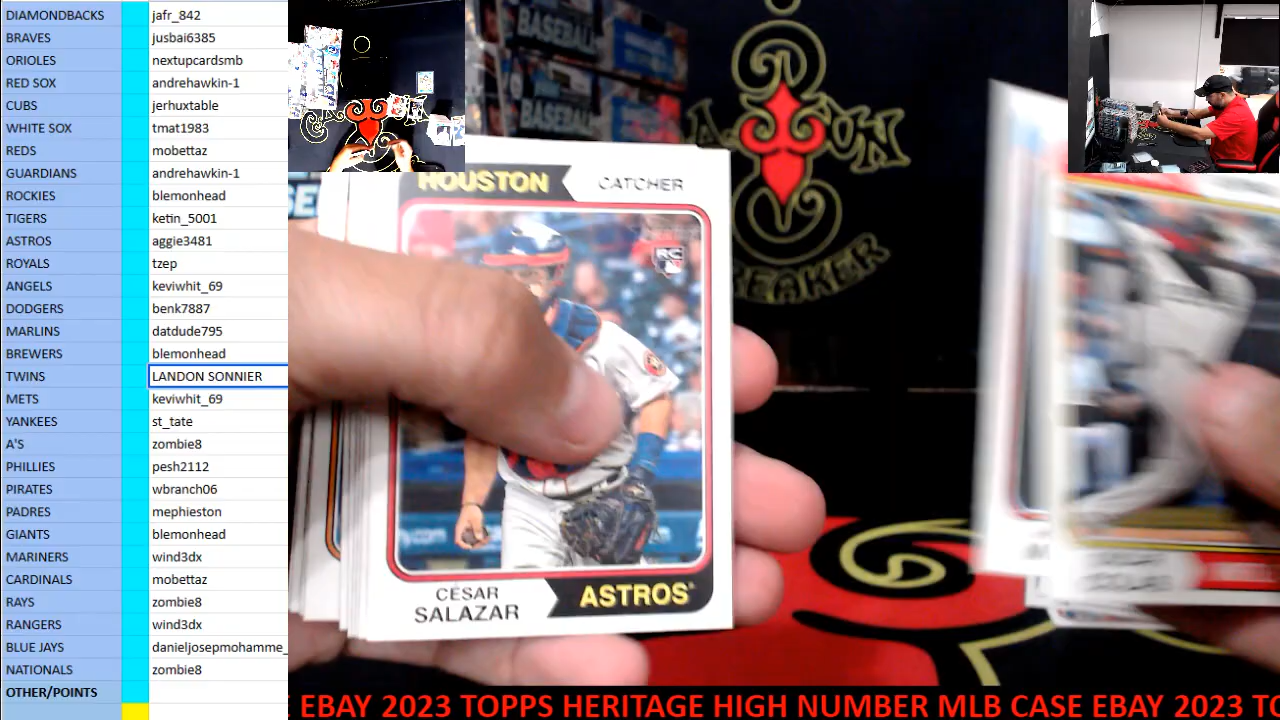 DIAMONDBACKS jafr_842
BRAVES jusbai6385
ORIOLES nextupcardsmb
RED SOX andrehawkin-1
CUBS jerhuxtable
WHITE SOX tmat1983
REDS mobettaz
GUARDIANS andrehawkin-1
ROCKIES blemonhead
TIGERS ketin_5001
ASTROS aggie3481
ROYALS tzep
ANGELS keviwhit_69
DODGERS benk7887
MARLINS datdude795
BREWERS blemonhead
TWINS LANDON SONNIER
METS keviwhit_69
YANKEES st_tate
A'S zombie8
PHILLIES pesh2112
PIRATES wbranch06
PADRES mephieston
GIANTS blemonhead
MARINERS wind3dx
CARDINALS mobettaz
RAYS zombie8
RANGERS wind3dx
BLUE JAYS danieljosepmohamme_
NATIONALS zombie8
OTHER/POINTS
BASEBALL
BASEBALL
HOUSTON CATCHER
RC
CÉSAR
SALAZAR
ASTROS
BREAKER
EBAY 2023 TOPPS HERITAGE HIGH NUMBER MLB CASE EBAY 2023